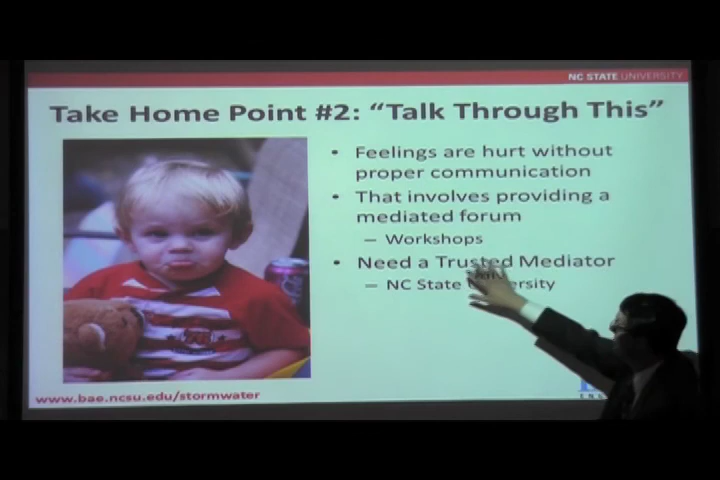 NC STATE UNIVERSITY
Take Home Point #2: “Talk Through This”
• Feelings are hurt without
proper communication
• That involves providing a
mediated forum
– Workshops
• Need a Trusted Mediator
– NC State University
www.bae.ncsu.edu/stormwater